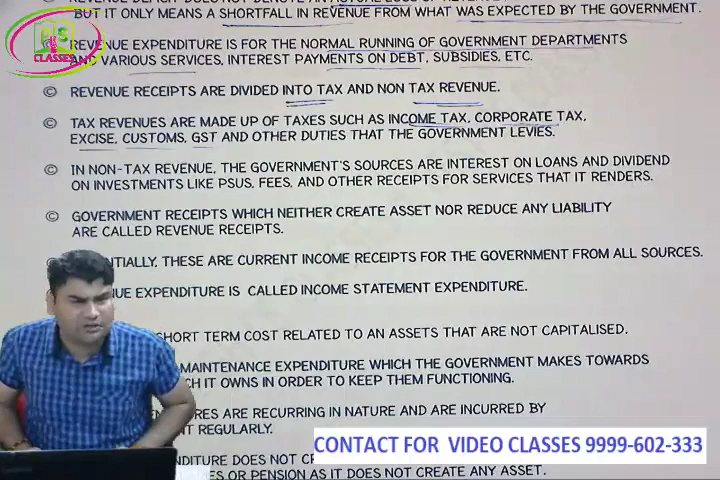 BUT IT ONLY MEANS A SHORTFALL IN REVENUE FROM WHAT WAS EXPECTED BY THE GOVERNMENT.
REVENUE EXPENDITURE IS FOR THE NORMAL RUNNING OF GOVERNMENT DEPARTMENTS
AND VARIOUS SERVICES, INTEREST PAYMENTS ON DEBT, SUBSIDIES, ETC.
CLASSES
© REVENUE RECEIPTS ARE DIVIDED INTO TAX AND NON TAX REVENUE.
© TAX REVENUES ARE MADE UP OF TAXES SUCH AS INCOME TAX, CORPORATE TAX,
EXCISE, CUSTOMS, GST AND OTHER DUTIES THAT THE GOVERNMENT LEVIES.
© IN NON-TAX REVENUE, THE GOVERNMENT'S SOURCES ARE INTEREST ON LOANS AND DIVIDEND
ON INVESTMENTS LIKE PSUS, FEES, AND OTHER RECEIPTS FOR SERVICES THAT IT RENDERS.
© GOVERNMENT RECEIPTS WHICH NEITHER CREATE ASSET NOR REDUCE ANY LIABILITY
ARE CALLED REVENUE RECEIPTS.
THESE ARE CURRENT INCOME RECEIPTS FOR THE GOVERNMENT FROM ALL SOURCES.
EXPENDITURE IS CALLED INCOME STATEMENT EXPENDITURE.
SHORT TERM COST RELATED TO AN ASSETS THAT ARE NOT CAPITALISED.
MAINTENANCE EXPENDITURE WHICH THE GOVERNMENT MAKES TOWARDS
IT OWNS IN ORDER TO KEEP THEM FUNCTIONING.
ARE RECURRING IN NATURE AND ARE INCURRED BY
REGULARLY.
CONTACT FOR VIDEO CLASSES 9999-602-333
DOES NOT
OR PENSION AS IT DOES NOT CREATE ANY ASSET.